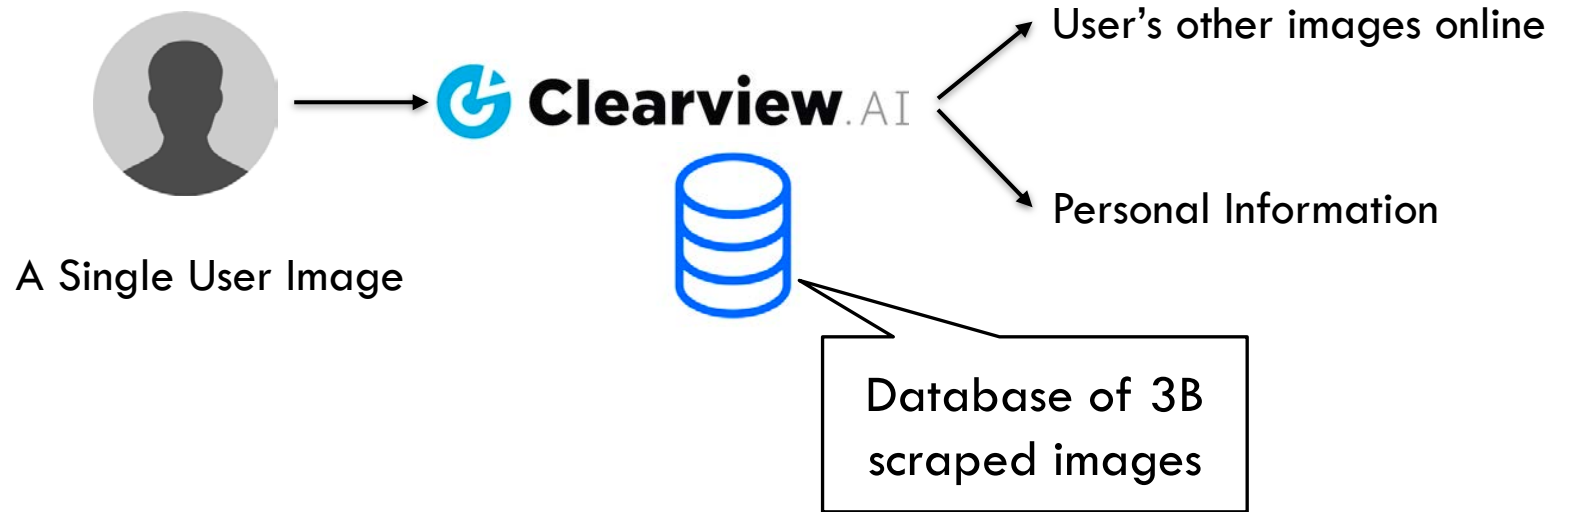 User’s other images online
Clearview.AI
Personal Information
A Single User Image
Database of 3B
scraped images